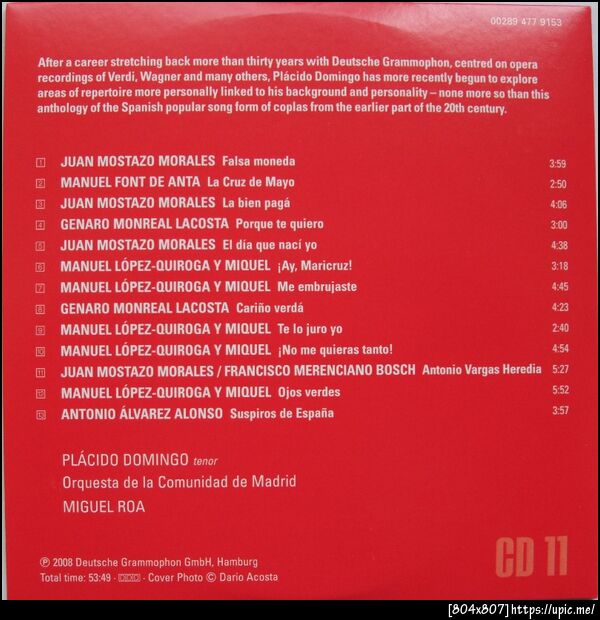 00289 477 9153
After a career stretching back more than thirty years with Deutsche Grammophon, centred on opera
recordings of Verdi, Wagner and many others, Plácido Domingo has more recently begun to explore
areas of repertoire more personally linked to his background and personality – none more so than this
anthology of the Spanish popular song form of coplas from the earlier part of the 20th century.
1 JUAN MOSTAZO MORALES Falsa moneda 3:59
2 MANUEL FONT DE ANTA La Cruz de Mayo 2:50
3 JUAN MOSTAZO MORALES La bien pagá 4:06
4 GENARO MONREAL LACOSTA Porque te quiero 3:00
5 JUAN MOSTAZO MORALES El día que nací yo 4:38
6 MANUEL LÓPEZ-QUIROGA Y MIQUEL ¡Ay, Maricruz! 3:18
7 MANUEL LÓPEZ-QUIROGA Y MIQUEL Me embrujaste 4:45
8 GENARO MONREAL LACOSTA Cariño verdá 4:23
9 MANUEL LÓPEZ-QUIROGA Y MIQUEL Te lo juro yo 2:40
10 MANUEL LÓPEZ-QUIROGA Y MIQUEL ¡No me quieras tanto! 4:54
11 JUAN MOSTAZO MORALES / FRANCISCO MERENCIANO BOSCH Antonio Vargas Heredia 5:27
12 MANUEL LÓPEZ-QUIROGA Y MIQUEL Ojos verdes 5:52
13 ANTONIO ÁLVAREZ ALONSO Suspiros de España 3:57
PLÁCIDO DOMINGO tenor
Orquesta de la Comunidad de Madrid
MIGUEL ROA
CD 11
℗ 2008 Deutsche Grammophon GmbH, Hamburg
Total time: 53:49 · DDD · Cover Photo © Dario Acosta
[804x807]https://upic.me/